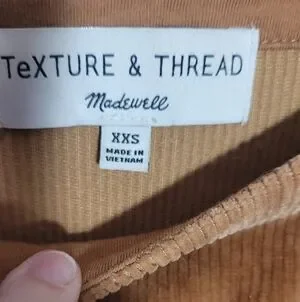 TeXTURE & THREAD
Madewell
XXS
MADE IN
VIETNAM